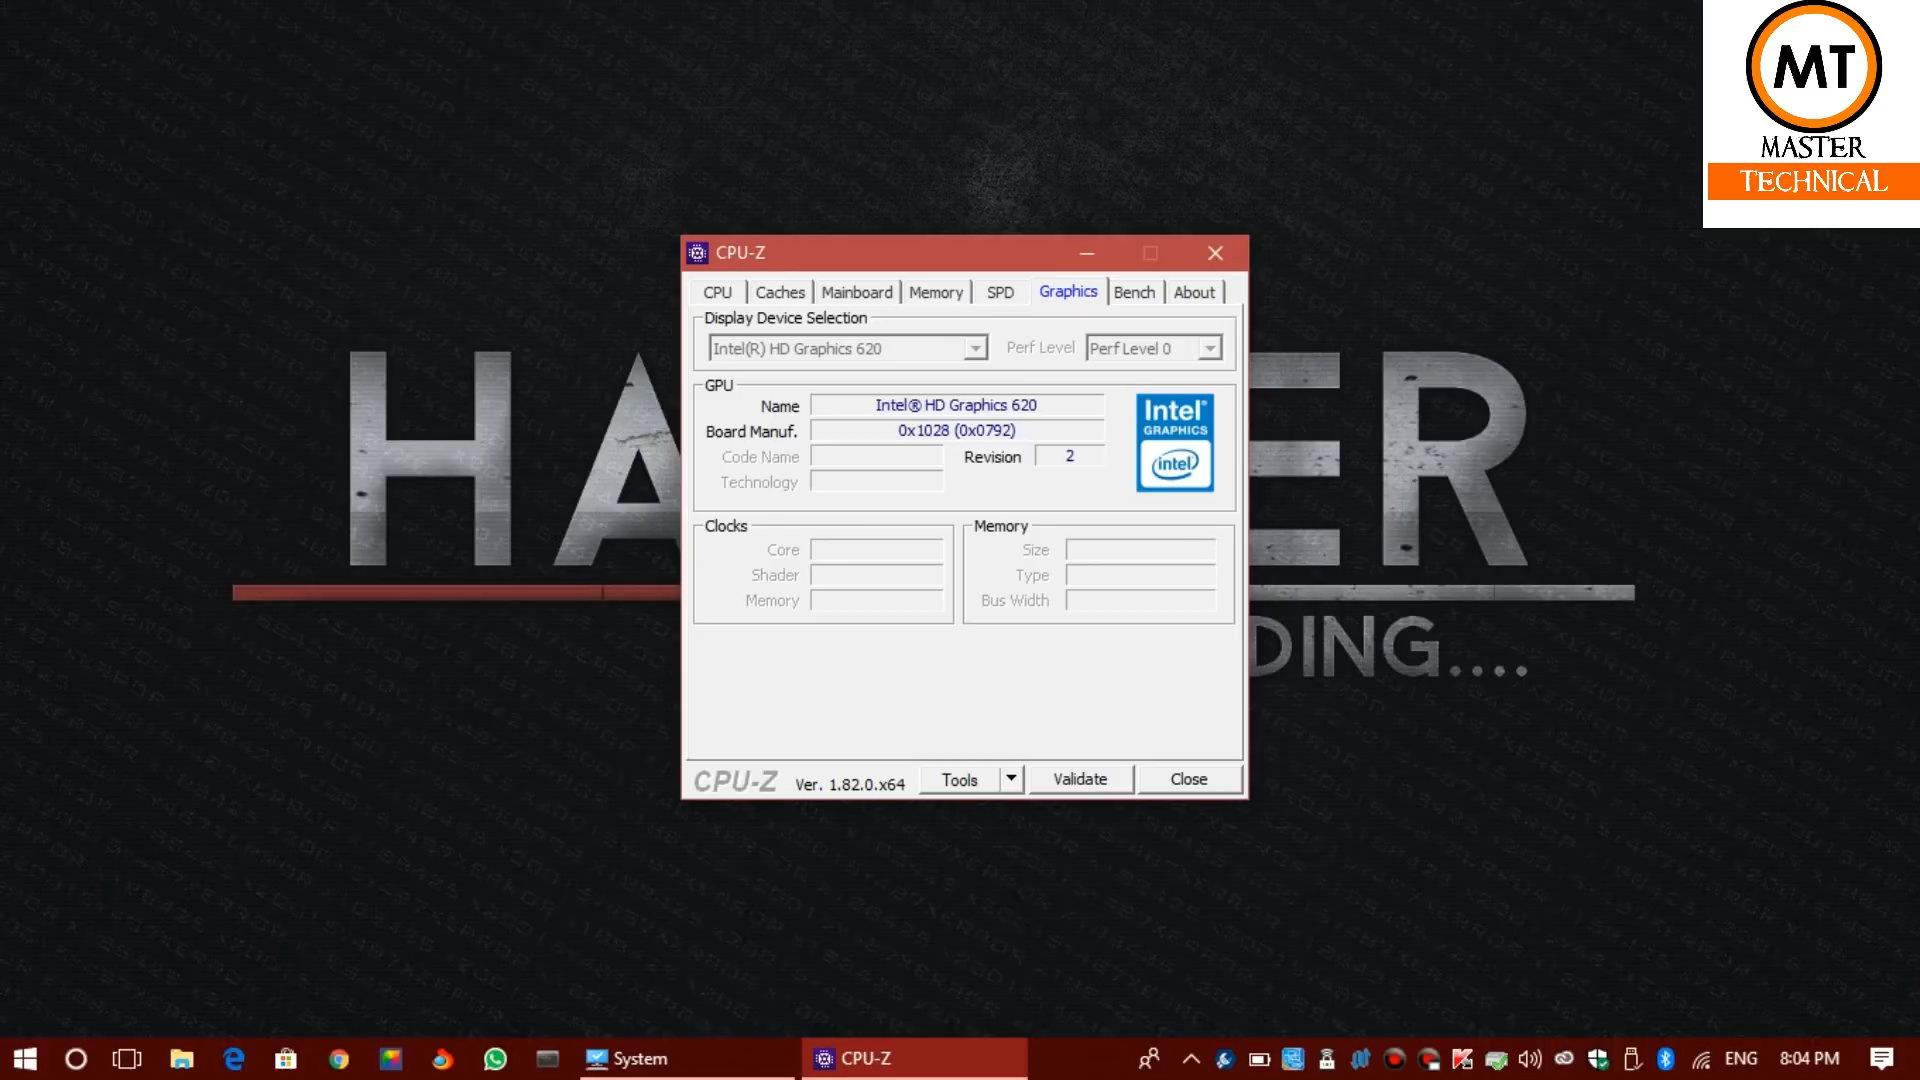 MT
MASTER
TECHNICAL
CPU-Z
CPU Caches Mainboard Memory SPD Graphics Bench About
Display Device Selection
Intel(R) HD Graphics 620 Perf Level Perf Level 0
GPU
Name Intel® HD Graphics 620
Board Manuf. 0x1028 (0x0792)
Code Name Revision 2
Technology
Intel®
GRAPHICS
intel
Clocks
Core
Shader
Memory
Memory
Size
Type
Bus Width
CPU-Z Ver. 1.82.0.x64 Tools Validate Close
HA ER
DING....
System CPU-Z ENG 8:04 PM